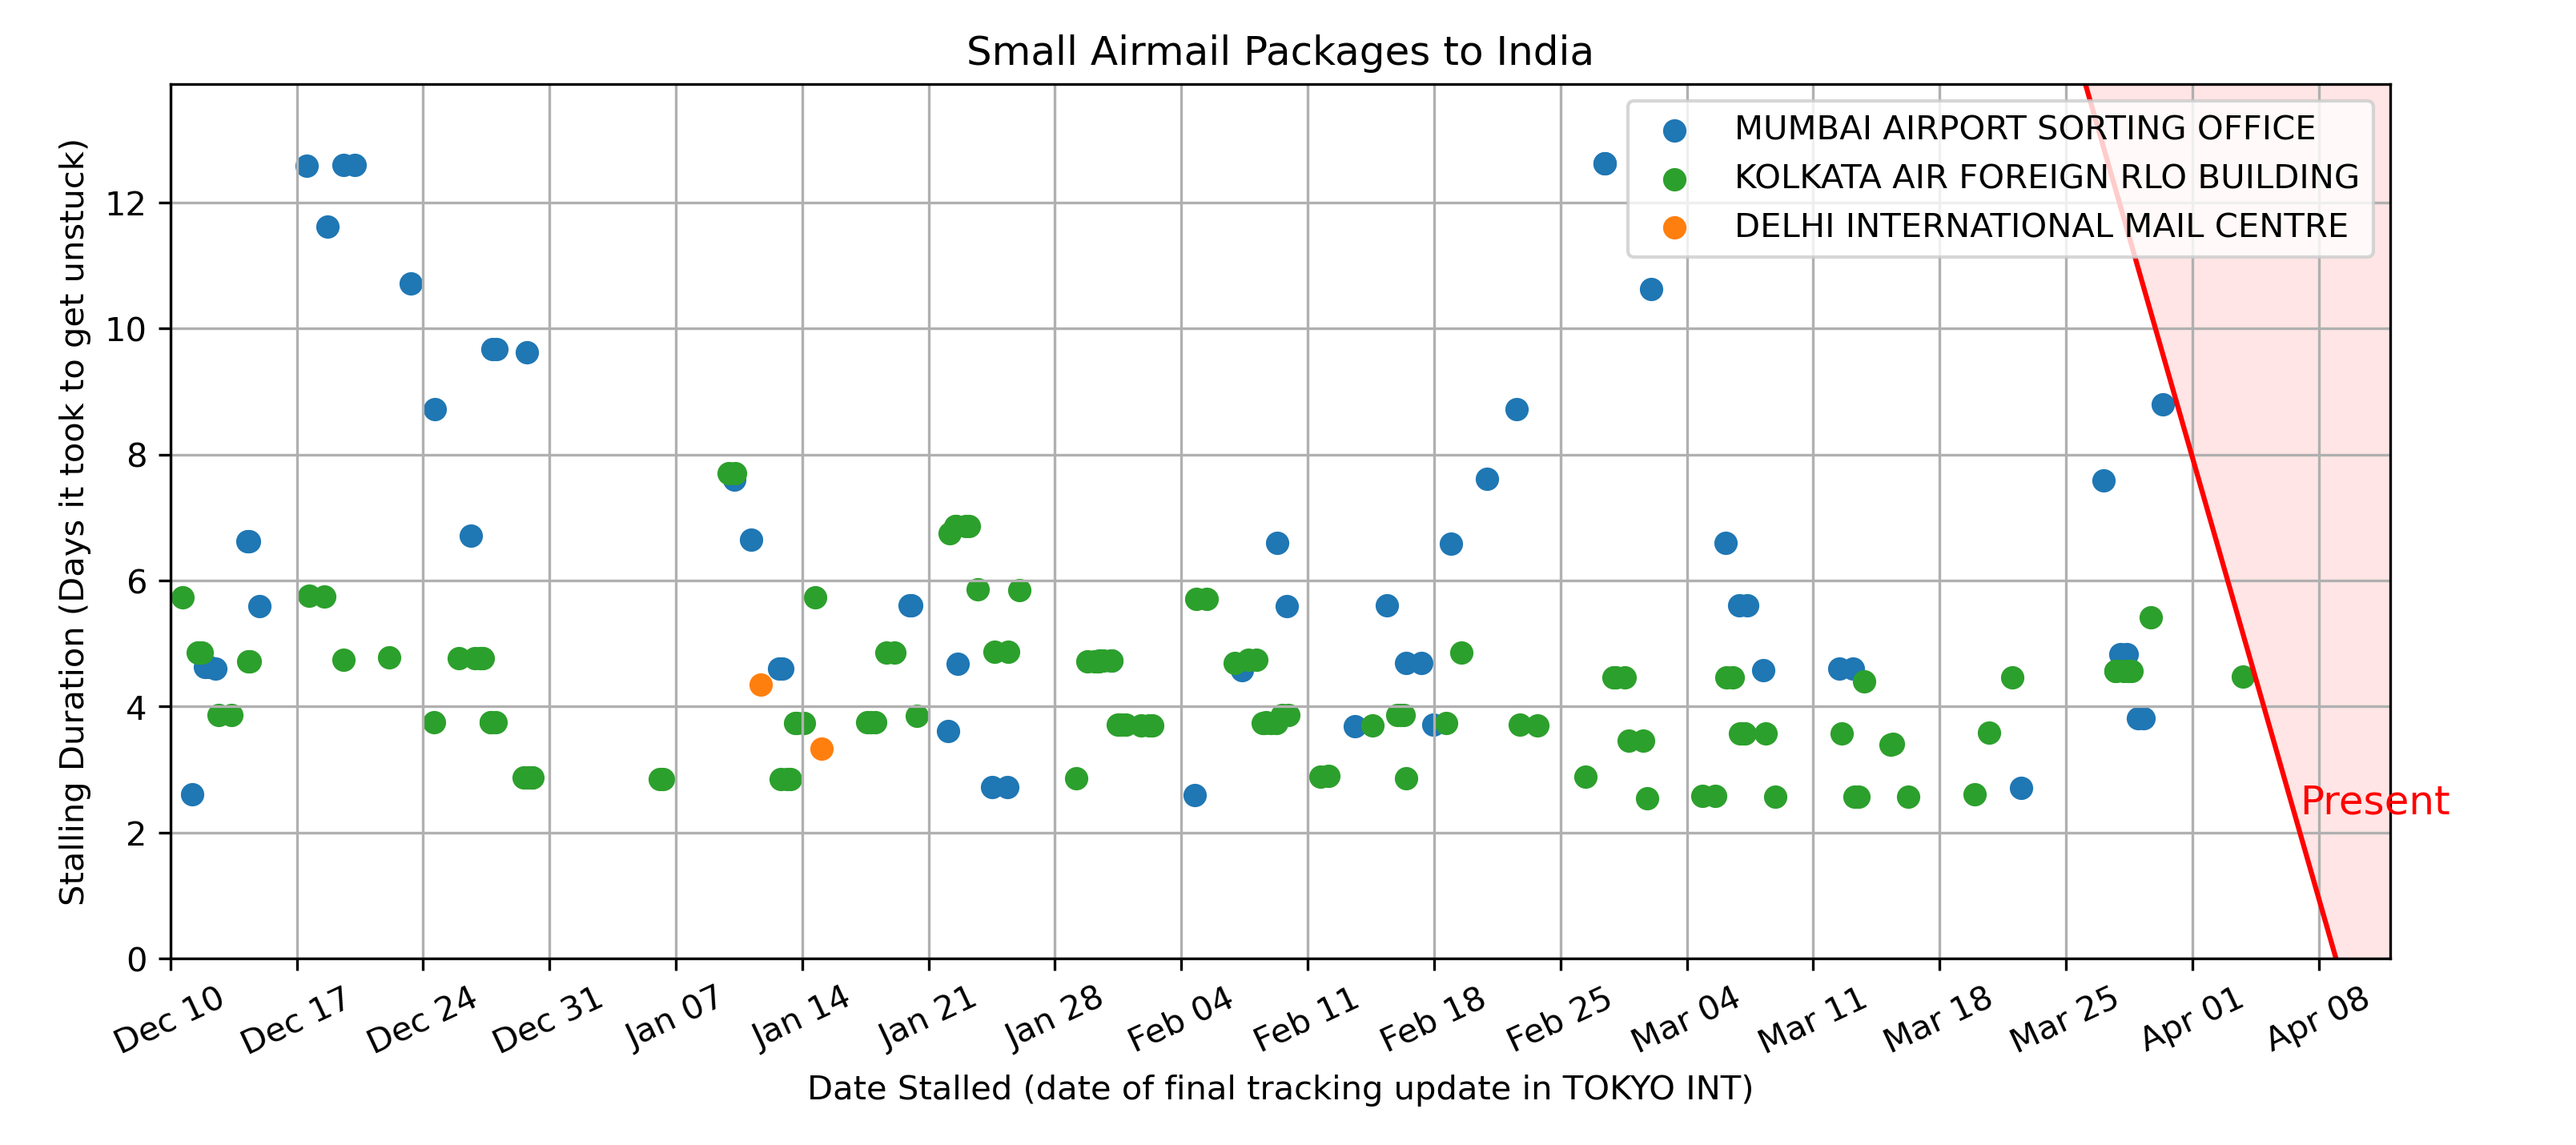 Small Airmail Packages to India
MUMBAI AIRPORT SORTING OFFICE
KOLKATA AIR FOREIGN RLO BUILDING
DELHI INTERNATIONAL MAIL CENTRE
Stalling Duration (Days it took to get unstuck)
12
10
8
6
4
2
0
Present
Dec 10
Dec 17
Dec 24
Dec 31
Jan 07
Jan 14
Jan 21
Jan 28
Feb 04
Feb 11
Feb 18
Feb 25
Mar 04
Mar 11
Mar 18
Mar 25
Apr 01
Apr 08
Date Stalled (date of final tracking update in TOKYO INT)